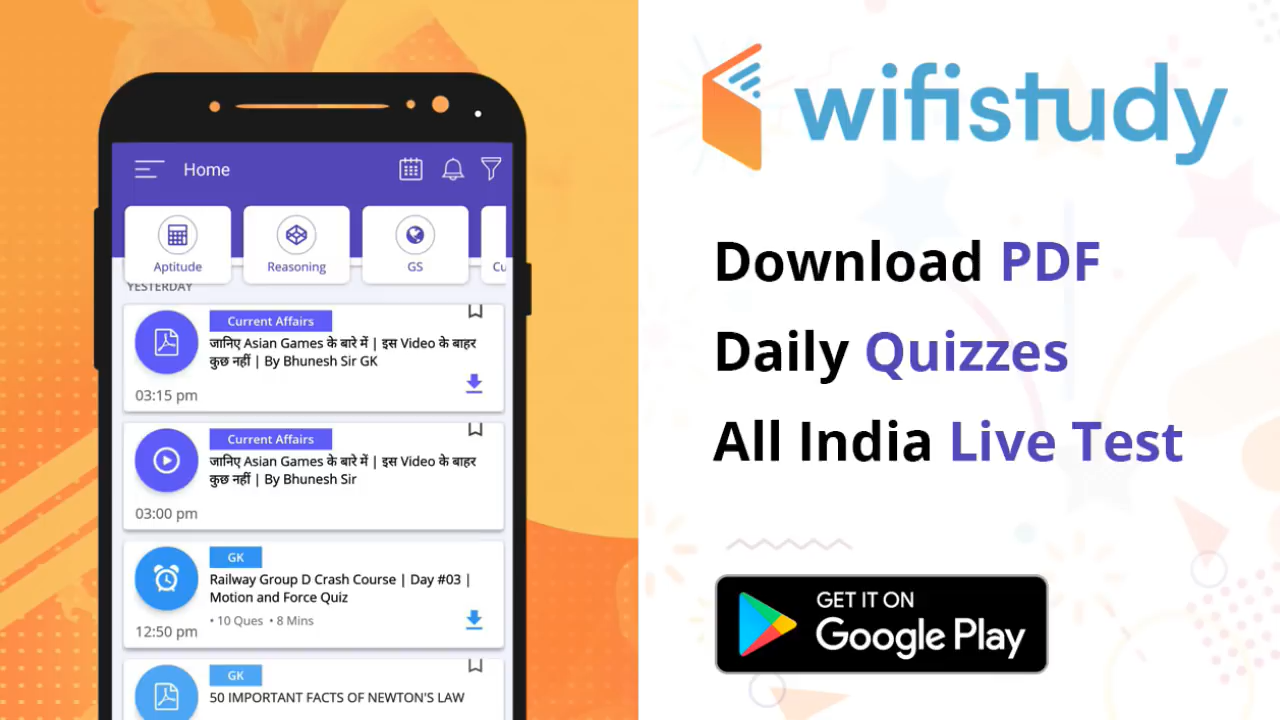 Home
Aptitude
Reasoning
GS
Cu
YESTERDAY
Current Affairs
जानिए Asian Games के बारे में | इस Video के बाहर
कुछ नहीं | By Bhunesh Sir GK
03:15 pm
Current Affairs
जानिए Asian Games के बारे में | इस Video के बाहर
कुछ नहीं | By Bhunesh Sir
03:00 pm
GK
Railway Group D Crash Course | Day #03 |
Motion and Force Quiz
• 10 Ques • 8 Mins
12:50 pm
GK
50 IMPORTANT FACTS OF NEWTON'S LAW
wifistudy
Download PDF
Daily Quizzes
All India Live Test
GET IT ON
Google Play